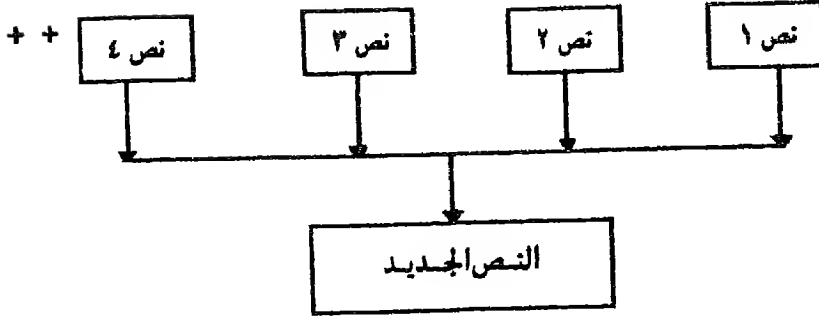 نص ١ نص ٢ نص ٣ نص ٤ + +
النص الجديد